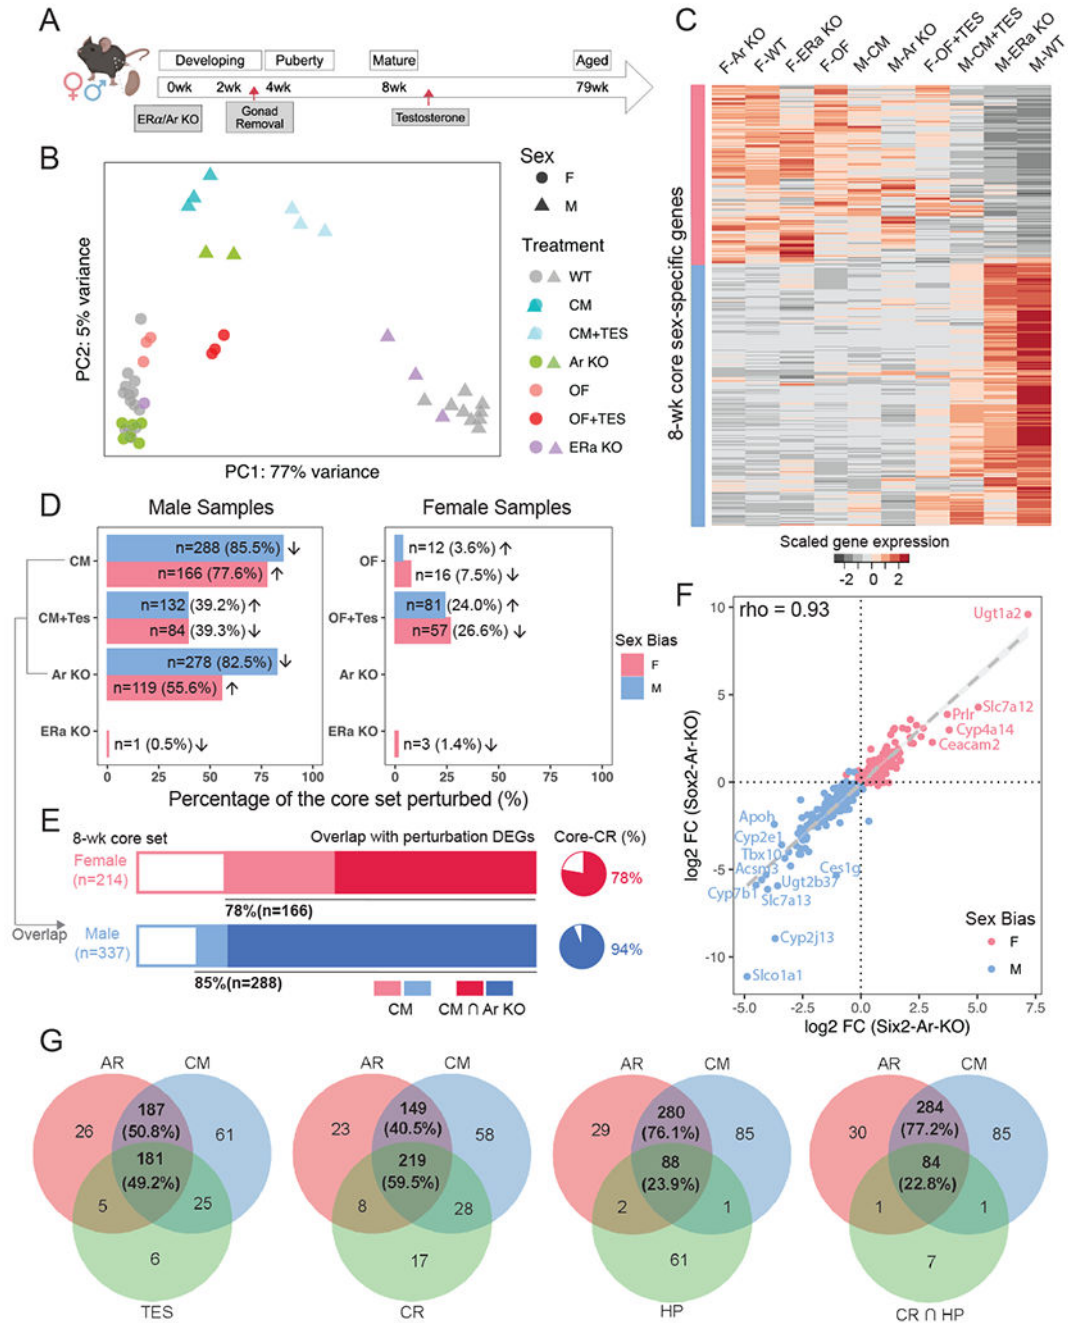 A
Developing
Puberty
Mature
Aged
0wk
2wk
4wk
8wk
79wk
ERα/Ar KO
Gonad
Removal
Testosterone
B
PC2: 5% variance
PC1: 77% variance
Sex
F
M
Treatment
WT
CM
CM+TES
Ar KO
OF
OF+TES
ERa KO
C
F-Ar KO
F-WT
F-ERa KO
F-OF
M-CM
M-Ar KO
F-OF+TES
M-CM+TES
M-ERa KO
M-WT
8-wk core sex-specific genes
Scaled gene expression
-2 0 2
D
Male Samples
Female Samples
CM
n=288 (85.5%) ↓
n=166 (77.6%) ↑
CM+Tes
n=132 (39.2%) ↑
n=84 (39.3%) ↓
Ar KO
n=278 (82.5%) ↓
n=119 (55.6%) ↑
ERa KO
n=1 (0.5%) ↓
0 25 50 75 100
OF
n=12 (3.6%) ↑
n=16 (7.5%) ↓
OF+Tes
n=81 (24.0%) ↑
n=57 (26.6%) ↓
Ar KO
ERa KO
n=3 (1.4%) ↓
0 25 50 75 100
Percentage of the core set perturbed (%)
Sex Bias
F
M
E
8-wk core set
Overlap with perturbation DEGs
Core-CR (%)
Female
(n=214)
78%
78%(n=166)
Overlap
Male
(n=337)
94%
85%(n=288)
CM
CM ∩ Ar KO
F
rho = 0.93
Ugt1a2
Slc7a12
Prlr
Cyp4a14
Ceacam2
Apoh
Cyp2e1
Tbx10
Acsm3
Ces1g
Cyp7b1
Ugt2b37
Slc7a13
Cyp2j13
Slco1a1
10
5
0
-5
-10
-5.0 -2.5 0.0 2.5 5.0 7.5
log2 FC (Sox2-Ar-KO)
log2 FC (Six2-Ar-KO)
Sex Bias
F
M
G
AR
CM
26
187
(50.8%)
61
181
(49.2%)
5
25
6
TES
AR
CM
23
149
(40.5%)
58
219
(59.5%)
8
28
17
CR
AR
CM
29
280
(76.1%)
85
88
(23.9%)
2
1
61
HP
AR
CM
30
284
(77.2%)
85
84
(22.8%)
1
1
7
CR ∩ HP